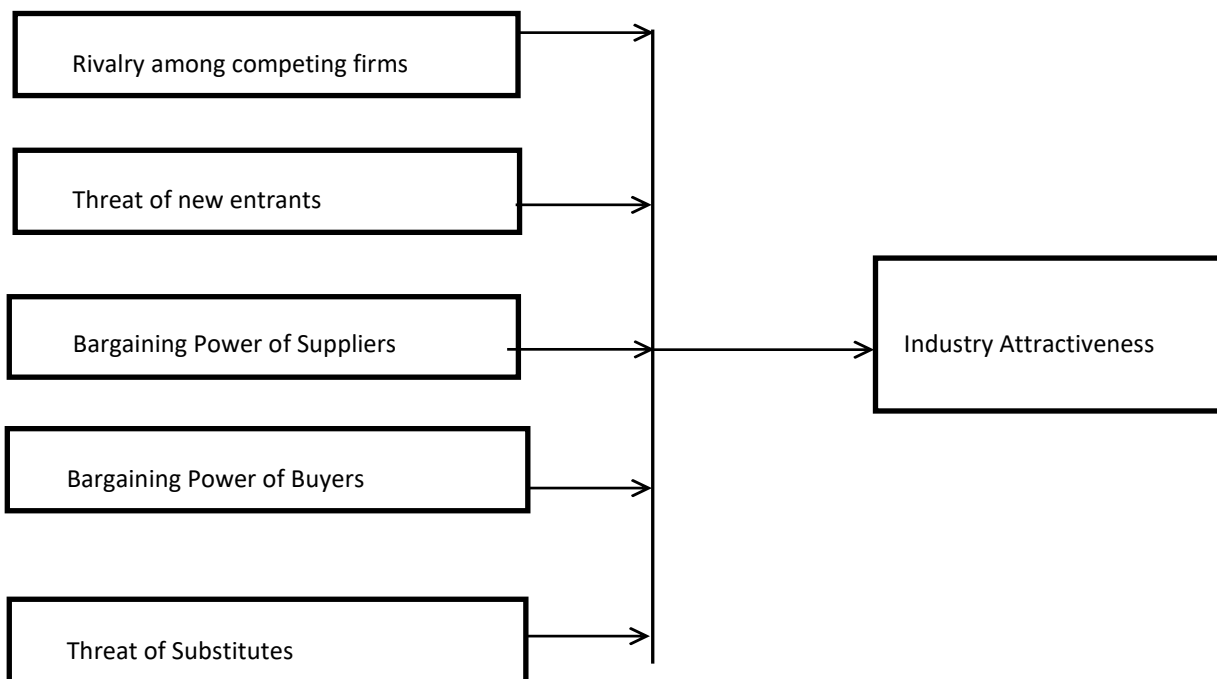 Rivalry among competing firms
Threat of new entrants
Bargaining Power of Suppliers
Industry Attractiveness
Bargaining Power of Buyers
Threat of Substitutes